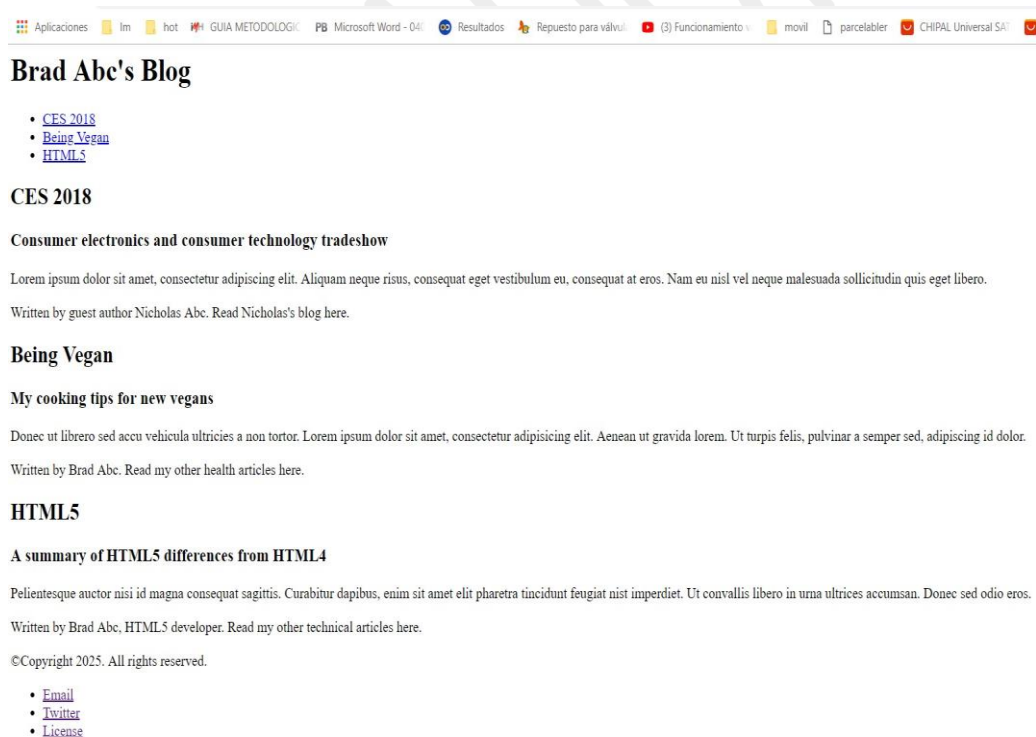 Aplicaciones lm hot GUIA METODOLOGIC PB Microsoft Word - 04 Resultados Repuesto para válvul (3) Funcionamiento v movil parcelabler CHIPAL Universal SAT
Brad Abc's Blog
• CES 2018
• Being Vegan
• HTML5
CES 2018
Consumer electronics and consumer technology tradeshow
Lorem ipsum dolor sit amet, consectetur adipiscing elit. Aliquam neque risus, consequat eget vestibulum eu, consequat at eros. Nam eu nisl vel neque malesuada sollicitudin quis eget libero.
Written by guest author Nicholas Abc. Read Nicholas's blog here.
Being Vegan
My cooking tips for new vegans
Donec ut librero sed accu vehicula ultricies a non tortor. Lorem ipsum dolor sit amet, consectetur adipisicing elit. Aenean ut gravida lorem. Ut turpis felis, pulvinar a semper sed, adipiscing id dolor.
Written by Brad Abc. Read my other health articles here.
HTML5
A summary of HTML5 differences from HTML4
Pelientesque auctor nisi id magna consequat sagittis. Curabitur dapibus, enim sit amet elit pharetra tincidunt feugiat nist imperdiet. Ut convallis libero in urna ultrices accumsan. Donec sed odio eros.
Written by Brad Abc, HTML5 developer. Read my other technical articles here.
©Copyright 2025. All rights reserved.
• Email
• Twitter
• License